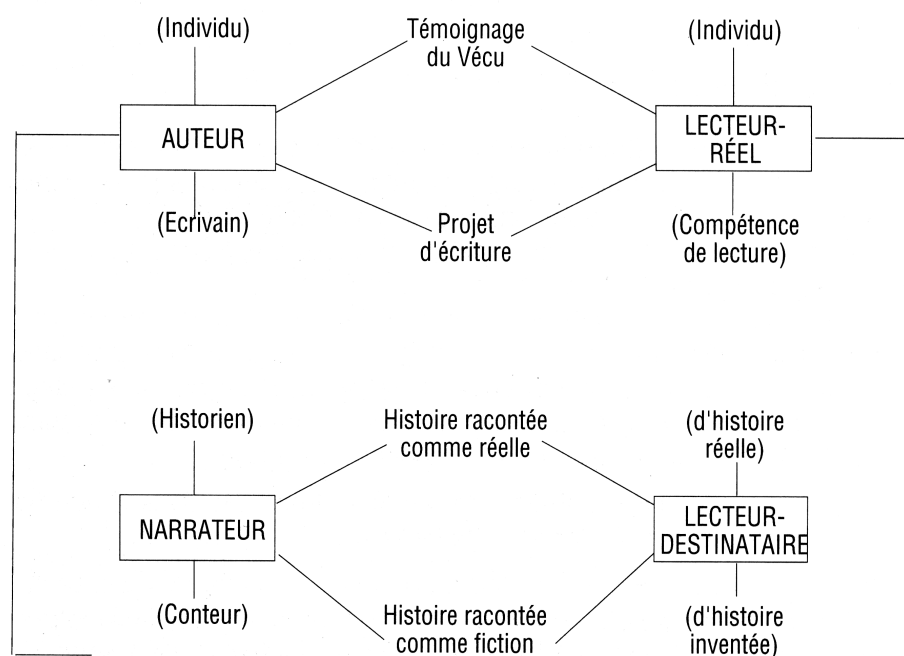 (Individu)
Témoignage
du Vécu
(Individu)
AUTEUR
LECTEUR-
RÉEL
(Ecrivain)
Projet
d'écriture
(Compétence
de lecture)
(Historien)
Histoire racontée
comme réelle
(d'histoire
réelle)
NARRATEUR
LECTEUR-
DESTINATAIRE
(Conteur)
Histoire racontée
comme fiction
(d'histoire
inventée)